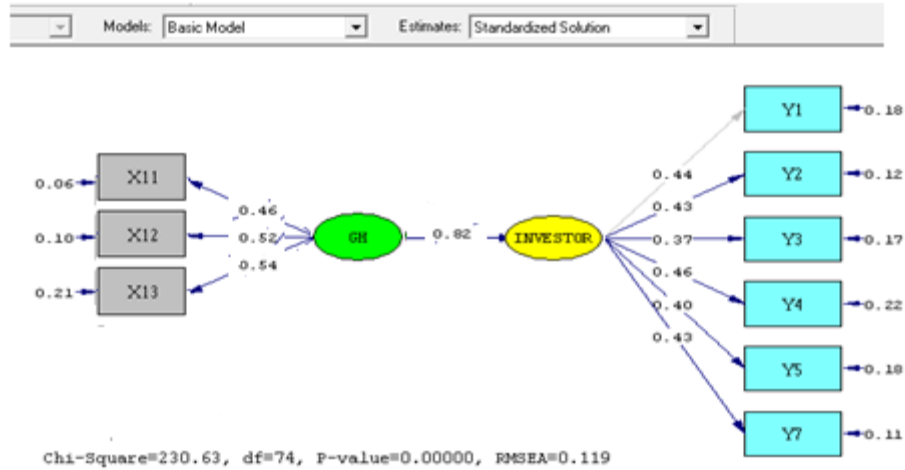 Models: Basic Model Estimates: Standardized Solution
Y1 0.18
0.44
X11 Y2 0.12
0.06
0.46 0.43
0.10 X12 0.52 GH 0.82 INVESTOR 0.37 Y3 0.17
0.54 0.46
0.21 X13 0.40 Y4 0.22
0.43
Y5 0.18
Y7 0.11
Chi-Square=230.63, df=74, P-value=0.00000, RMSEA=0.119